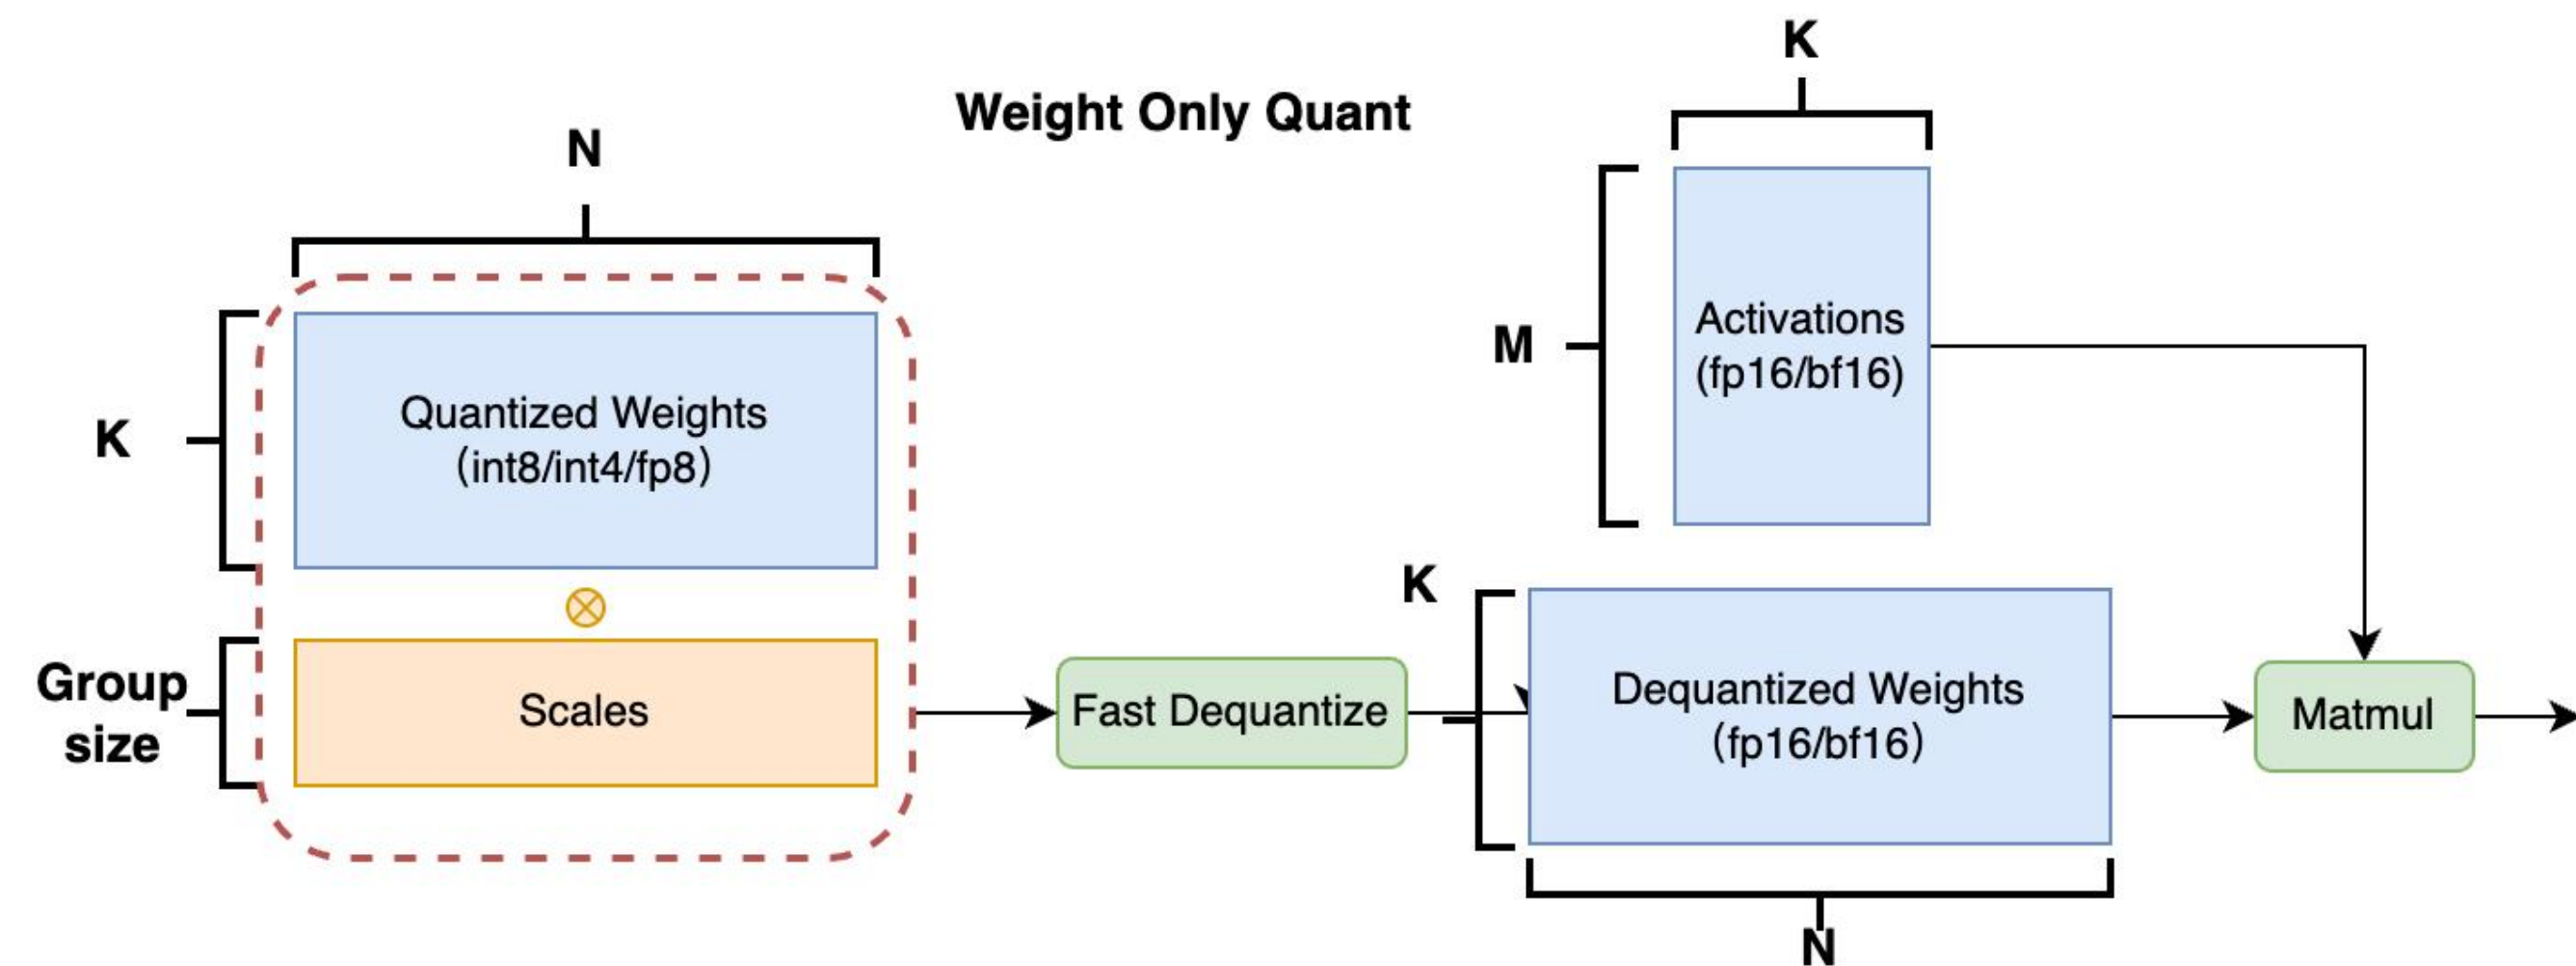 Weight Only Quant
N
K
Quantized Weights
(int8/int4/fp8)
Group
size
Scales
Fast Dequantize
K
M
Activations
(fp16/bf16)
K
Dequantized Weights
(fp16/bf16)
N
Matmul